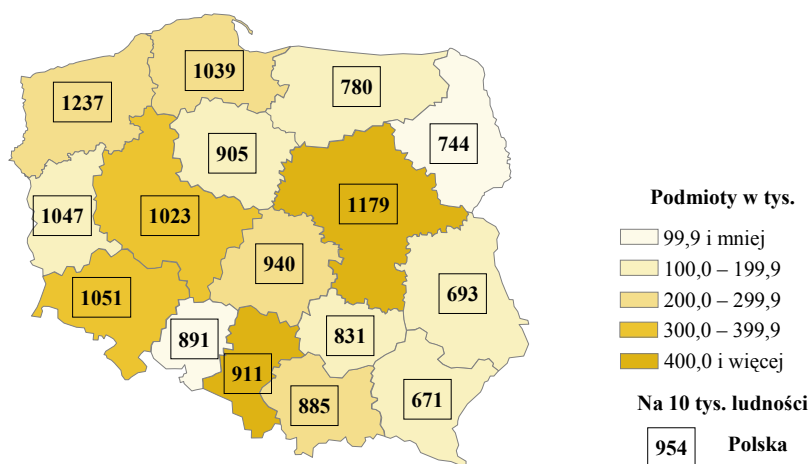 1039
1237
780
905
744
1047
1023
1179
940
1051
693
891
831
911
885
671
Podmioty w tys.
99,9 i mniej
100,0 – 199,9
200,0 – 299,9
300,0 – 399,9
400,0 i więcej
Na 10 tys. ludności
954 Polska